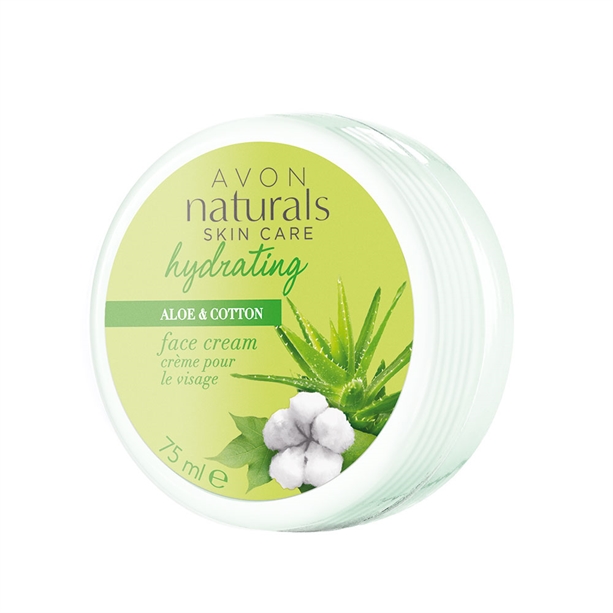 AVON
naturals
SKIN CARE
hydrating
ALOE & COTTON
face cream
crème pour
le visage
75 ml e